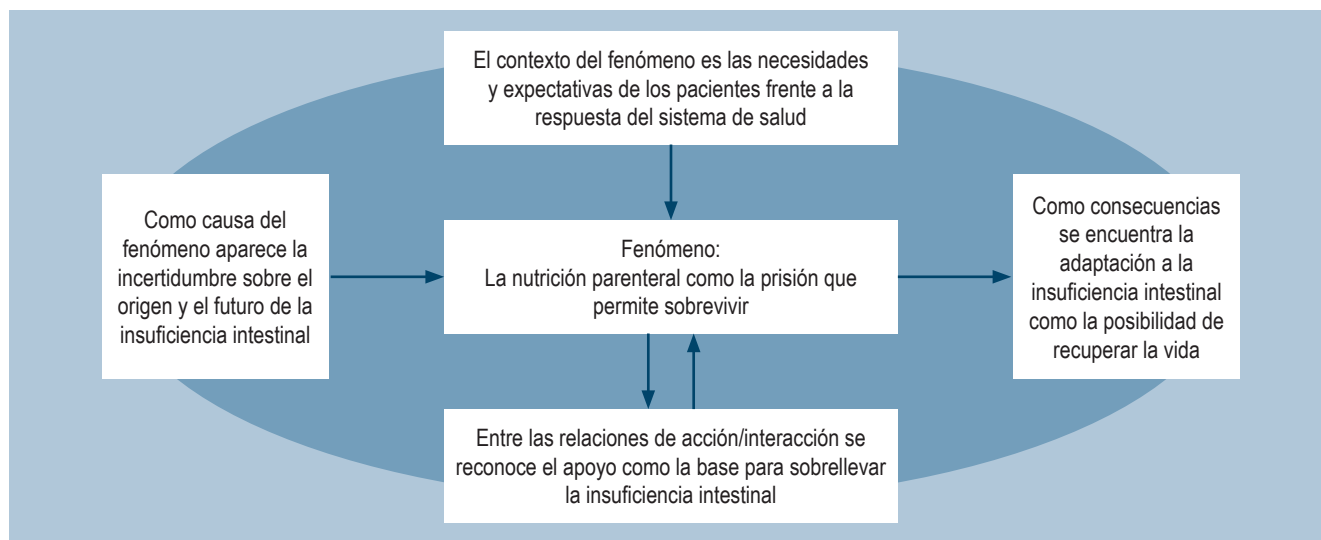 El contexto del fenómeno es las necesidades
y expectativas de los pacientes frente a la
respuesta del sistema de salud
Como causa del
fenómeno aparece la
incertidumbre sobre el
origen y el futuro de la
insuficiencia intestinal
Fenómeno:
La nutrición parenteral como la prisión que
permite sobrevivir
Como consecuencias
se encuentra la
adaptación a la
insuficiencia intestinal
como la posibilidad de
recuperar la vida
Entre las relaciones de acción/interacción se
reconoce el apoyo como la base para sobrellevar
la insuficiencia intestinal